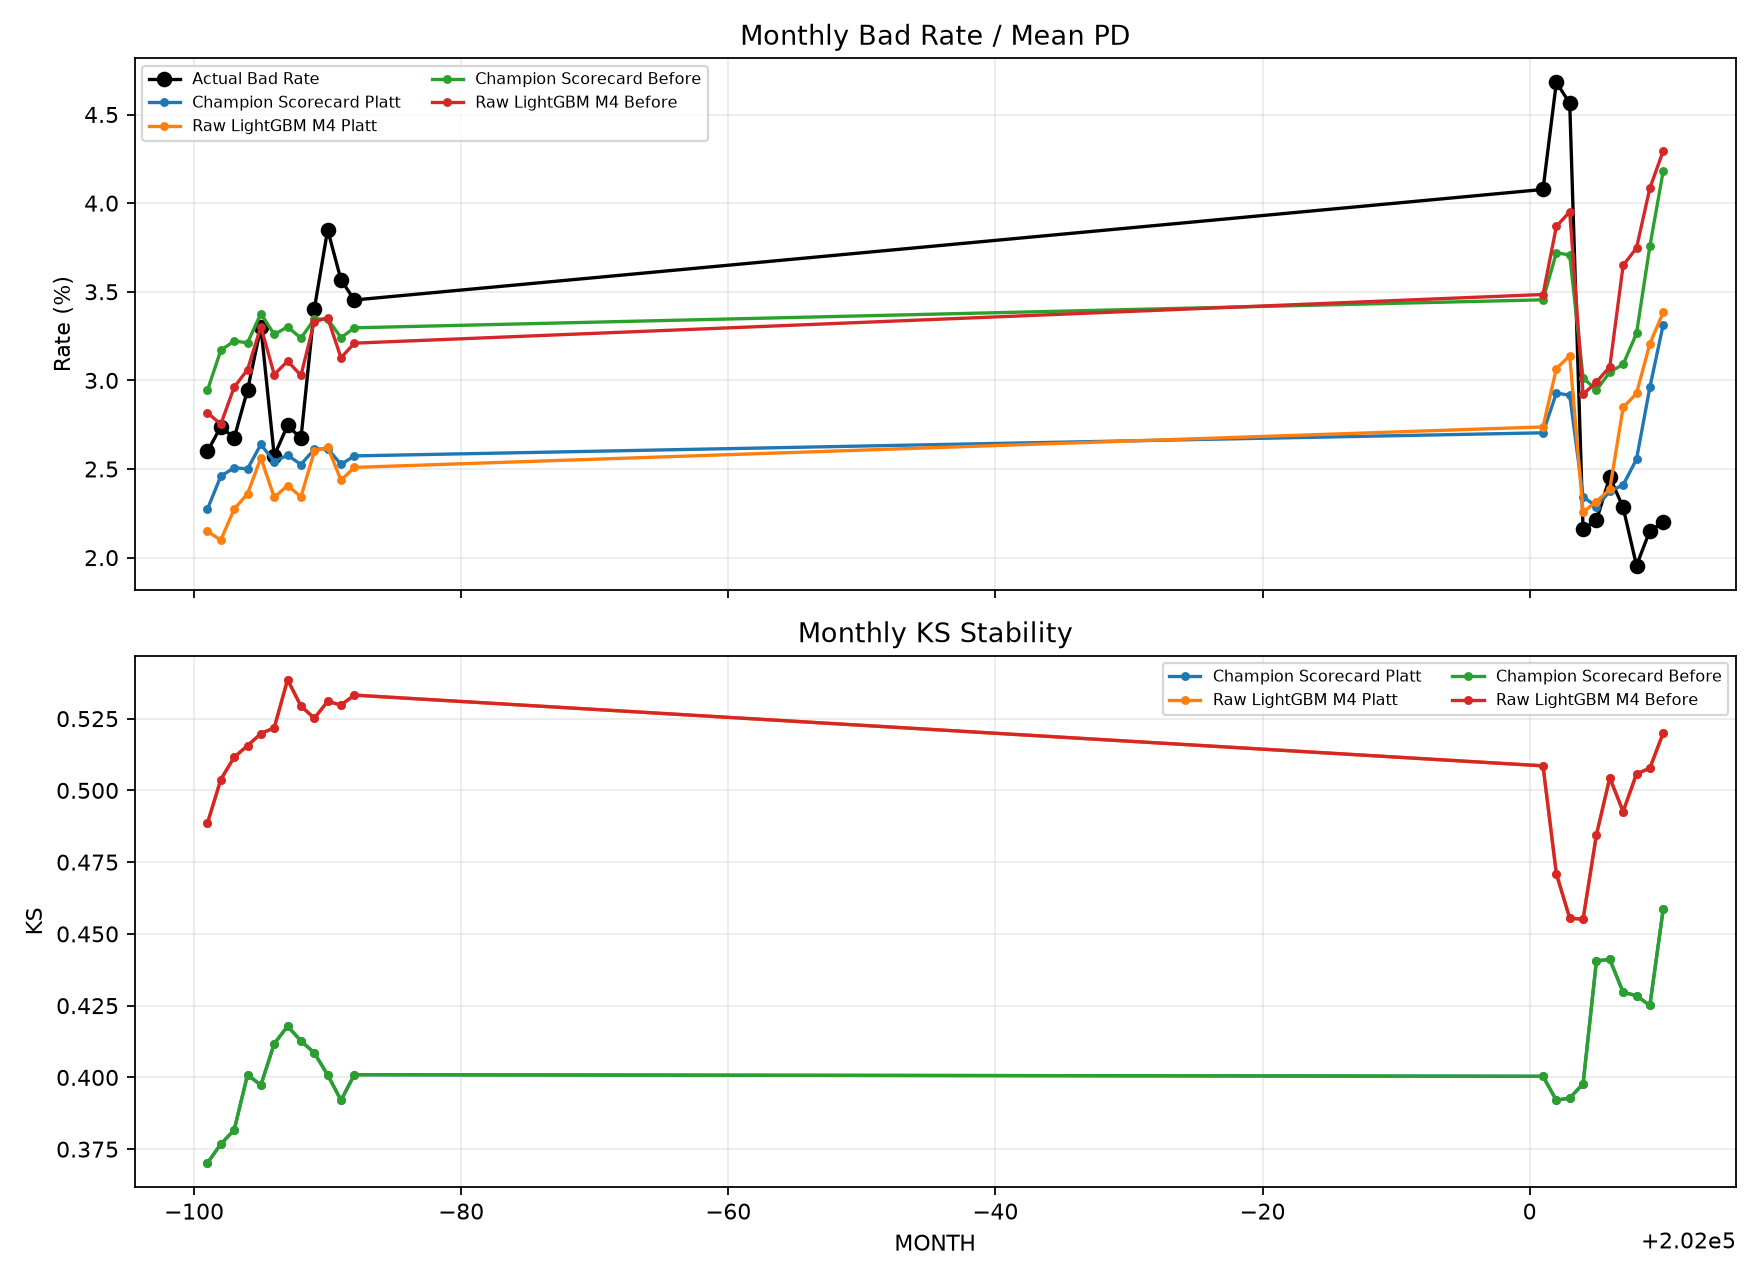 Monthly Bad Rate / Mean PD
Actual Bad Rate
Champion Scorecard Platt
Raw LightGBM M4 Platt
Champion Scorecard Before
Raw LightGBM M4 Before
Rate (%)
4.5
4.0
3.5
3.0
2.5
2.0
Monthly KS Stability
Champion Scorecard Platt
Raw LightGBM M4 Platt
Champion Scorecard Before
Raw LightGBM M4 Before
KS
0.525
0.500
0.475
0.450
0.425
0.400
0.375
−100 −80 −60 −40 −20 0
MONTH
+2.02e5